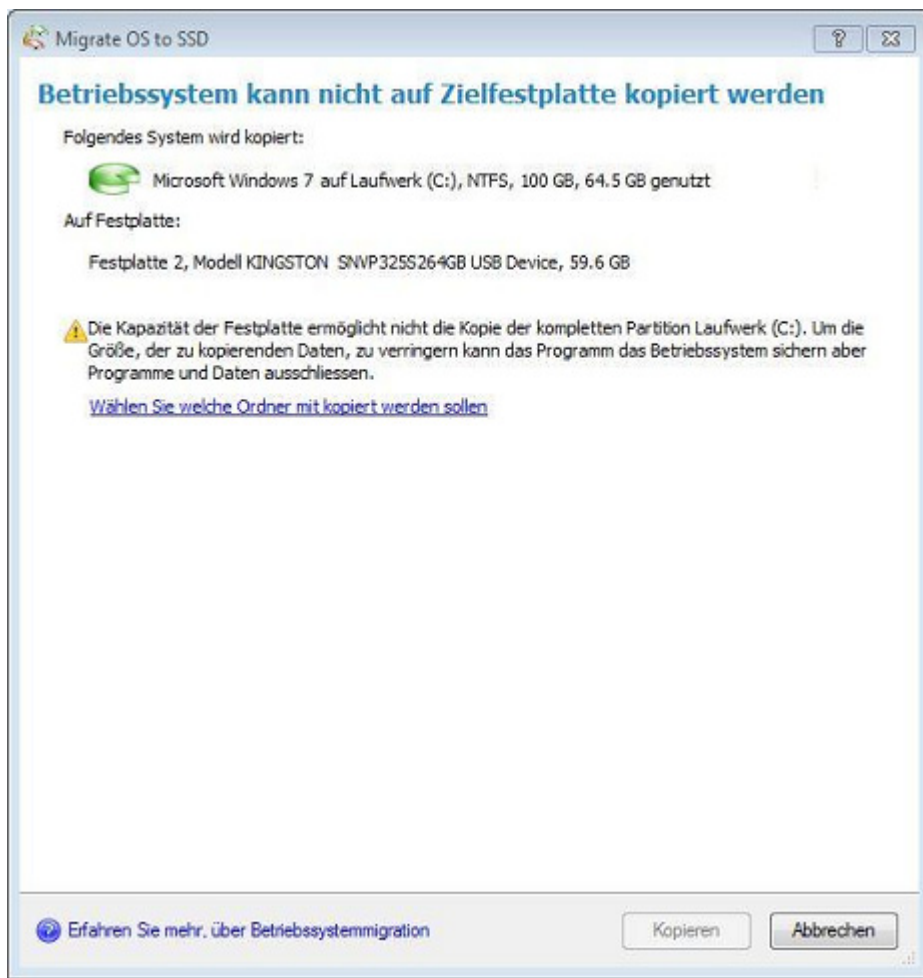 Migrate OS to SSD
Betriebssystem kann nicht auf Zielfestplatte kopiert werden
Folgendes System wird kopiert:
Microsoft Windows 7 auf Laufwerk (C:), NTFS, 100 GB, 64.5 GB genutzt
Auf Festplatte:
Festplatte 2, Modell KINGSTON SNVP325S264GB USB Device, 59.6 GB
Die Kapazität der Festplatte ermöglicht nicht die Kopie der kompletten Partition Laufwerk (C:). Um die
Größe, der zu kopierenden Daten, zu verringern kann das Programm das Betriebssystem sichern aber
Programme und Daten ausschliessen.
Wählen Sie welche Ordner mit kopiert werden sollen
Erfahren Sie mehr. über Betriebssystemmigration
Kopieren
Abbrechen